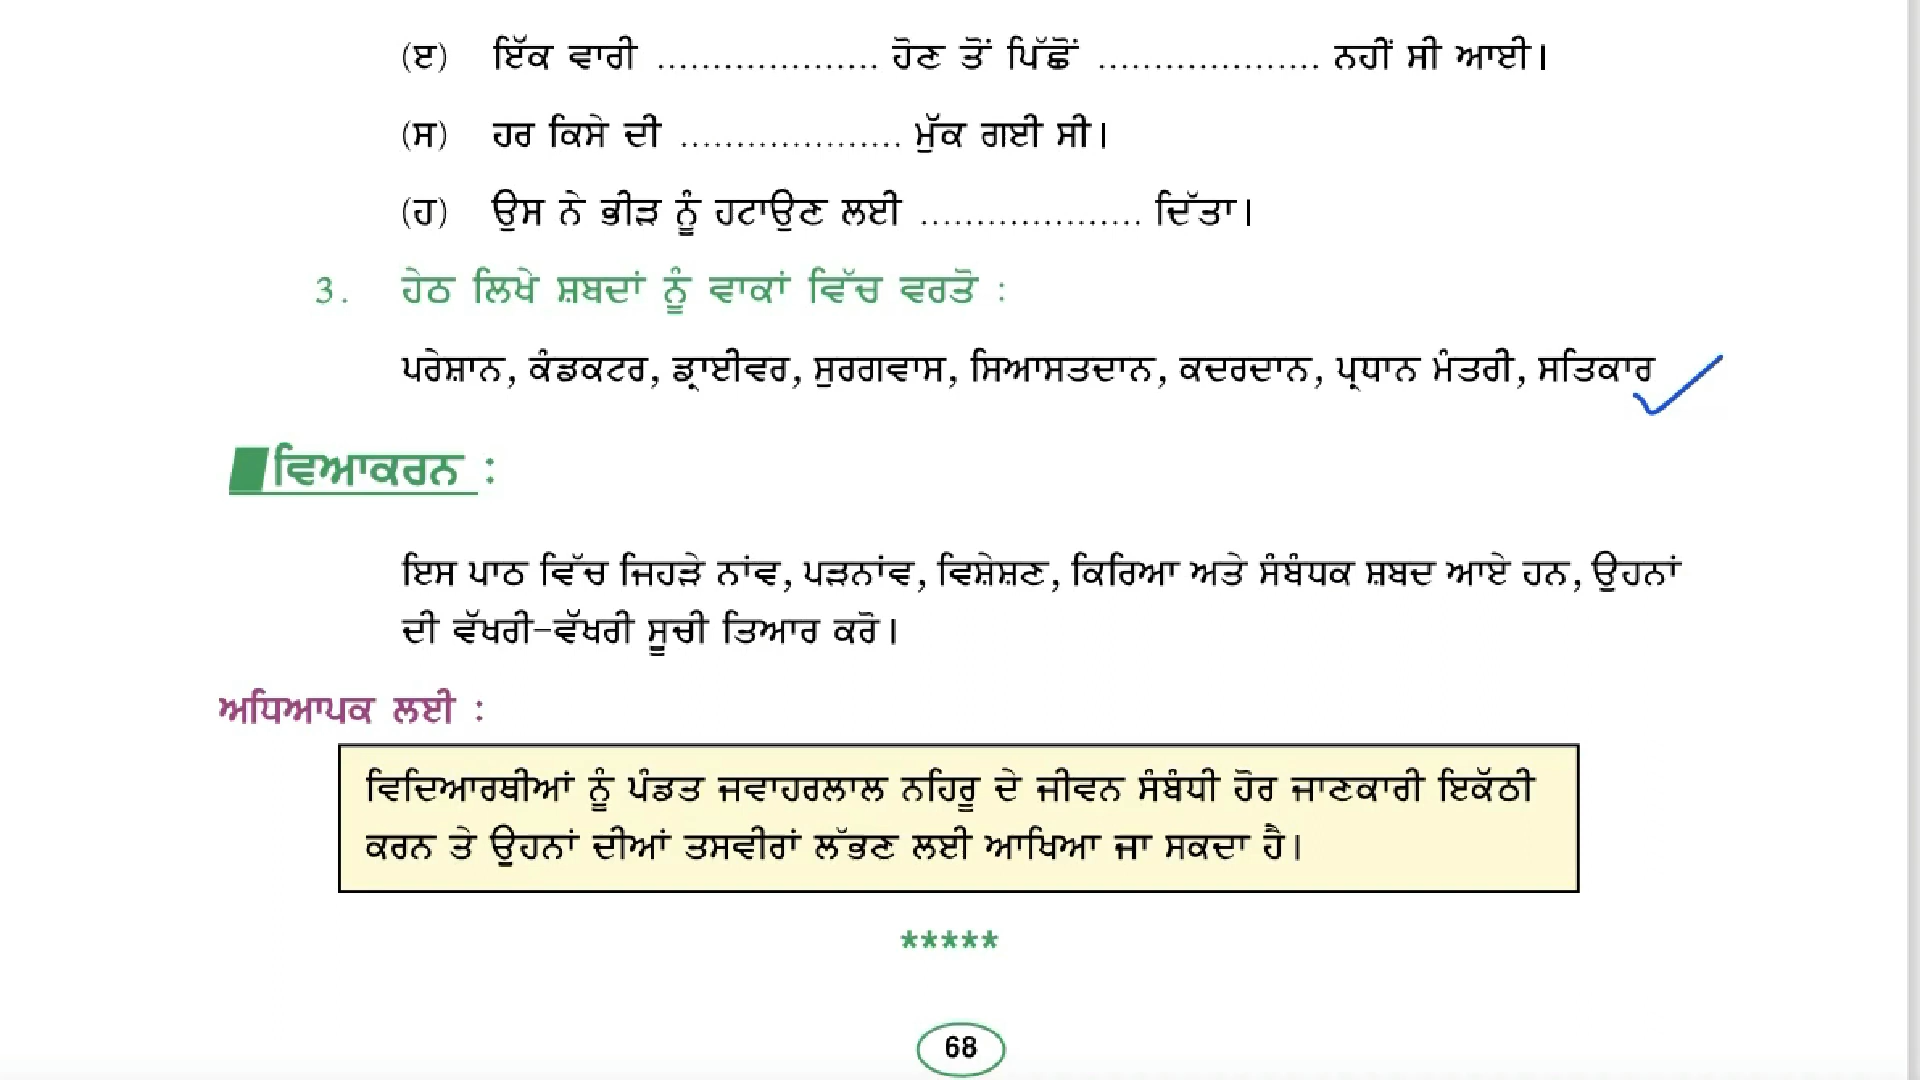 (ੲ) ਇੱਕ ਵਾਰੀ .................... ਹੋਣ ਤੋਂ ਪਿੱਛੋਂ .................... ਨਹੀਂ ਸੀ ਆਈ।
(ਸ) ਹਰ ਕਿਸੇ ਦੀ .................... ਮੁੱਕ ਗਈ ਸੀ।
(ਹ) ਉਸ ਨੇ ਭੀੜ ਨੂੰ ਹਟਾਉਣ ਲਈ .................... ਦਿੱਤਾ।
3. ਹੇਠ ਲਿਖੇ ਸ਼ਬਦਾਂ ਨੂੰ ਵਾਕਾਂ ਵਿੱਚ ਵਰਤੋ :
ਪਰੇਸ਼ਾਨ, ਕੰਡਕਟਰ, ਡ੍ਰਾਈਵਰ, ਸੁਰਗਵਾਸ, ਸਿਆਸਤਦਾਨ, ਕਦਰਦਾਨ, ਪ੍ਰਧਾਨ ਮੰਤਰੀ, ਸਤਿਕਾਰ
ਵਿਆਕਰਨ :
ਇਸ ਪਾਠ ਵਿੱਚ ਜਿਹੜੇ ਨਾਂਵ, ਪੜਨਾਂਵ, ਵਿਸ਼ੇਸ਼ਣ, ਕਿਰਿਆ ਅਤੇ ਸੰਬੰਧਕ ਸ਼ਬਦ ਆਏ ਹਨ, ਉਹਨਾਂ
ਦੀ ਵੱਖਰੀ-ਵੱਖਰੀ ਸੂਚੀ ਤਿਆਰ ਕਰੋ।
ਅਧਿਆਪਕ ਲਈ :
ਵਿਦਿਆਰਥੀਆਂ ਨੂੰ ਪੰਡਤ ਜਵਾਹਰਲਾਲ ਨਹਿਰੂ ਦੇ ਜੀਵਨ ਸੰਬੰਧੀ ਹੋਰ ਜਾਣਕਾਰੀ ਇਕੱਠੀ
ਕਰਨ ਤੇ ਉਹਨਾਂ ਦੀਆਂ ਤਸਵੀਰਾਂ ਲੱਭਣ ਲਈ ਆਖਿਆ ਜਾ ਸਕਦਾ ਹੈ।
*****
68